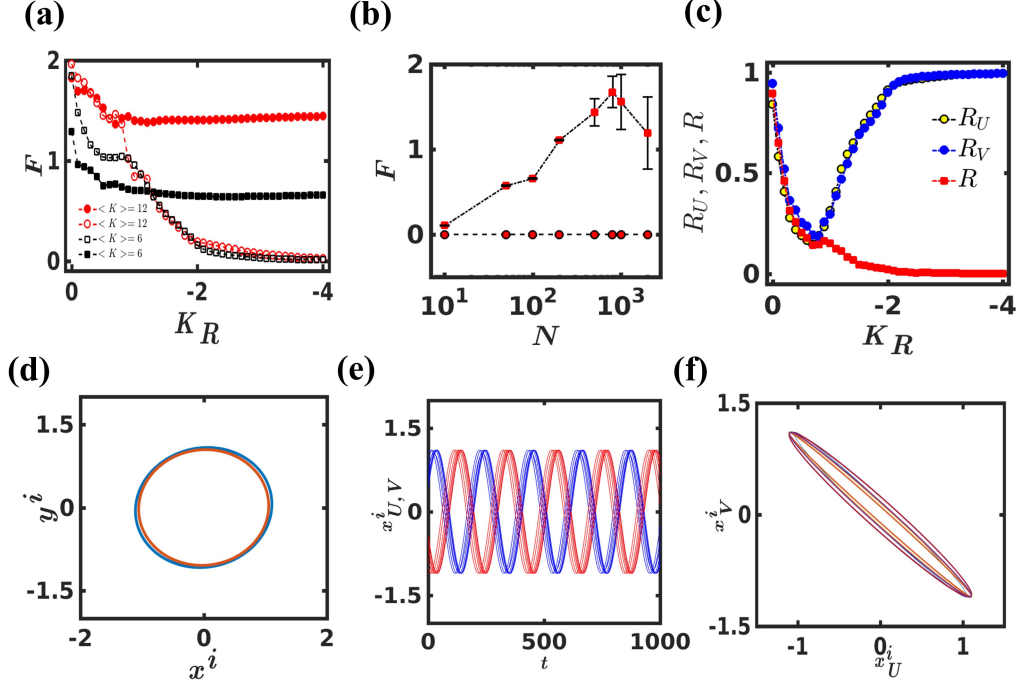 (a)
2
1
0
F
< K >= 12
< K >= 12
< K >= 6
< K >= 6
0 -2 -4
K_R
(b)
2
1
0
F
10^1 10^2 10^3
N
(c)
1
0.5
0
R_U, R_V, R
R_U
R_V
R
0 -2 -4
K_R
(d)
1.5
0
-1.5
y^i
-2 0 2
x^i
(e)
1.5
0
-1.5
x^i_{U,V}
0 500 1000
t
(f)
1.5
0
-1.5
x^i_V
-1 0 1
x^i_U